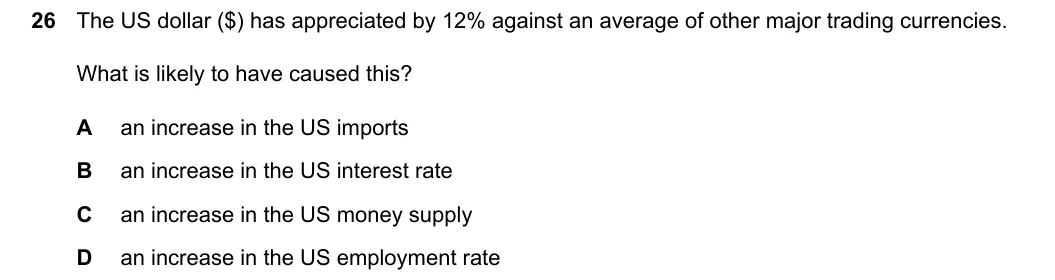 26 The US dollar ($) has appreciated by 12% against an average of other major trading currencies.
What is likely to have caused this?
A an increase in the US imports
B an increase in the US interest rate
C an increase in the US money supply
D an increase in the US employment rate